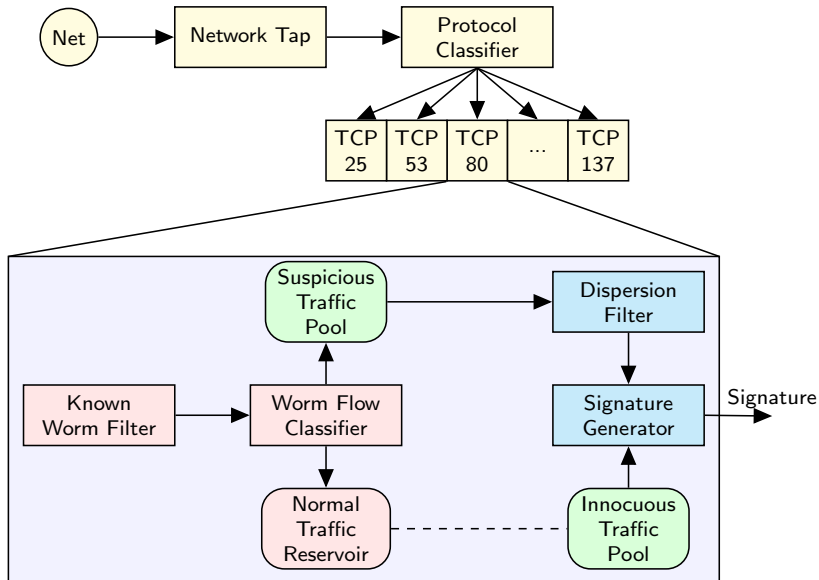 Net
Network Tap
Protocol
Classifier
TCP
25
TCP
53
TCP
80
...
TCP
137
Suspicious
Traffic
Pool
Dispersion
Filter
Known
Worm Filter
Worm Flow
Classifier
Signature
Generator
Signature
Normal
Traffic
Reservoir
Innocuous
Traffic
Pool